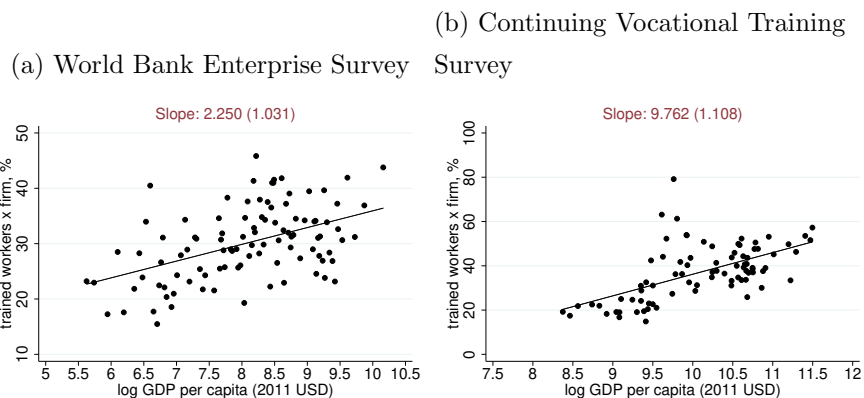 (a) World Bank Enterprise Survey
Slope: 2.250 (1.031)
trained workers x firm, %
50
40
30
20
10
5 5.5 6 6.5 7 7.5 8 8.5 9 9.5 10 10.5
log GDP per capita (2011 USD)
(b) Continuing Vocational Training
Survey
Slope: 9.762 (1.108)
trained workers x firm, %
100
80
60
40
20
0
7.5 8 8.5 9 9.5 10 10.5 11 11.5 12
log GDP per capita (2011 USD)